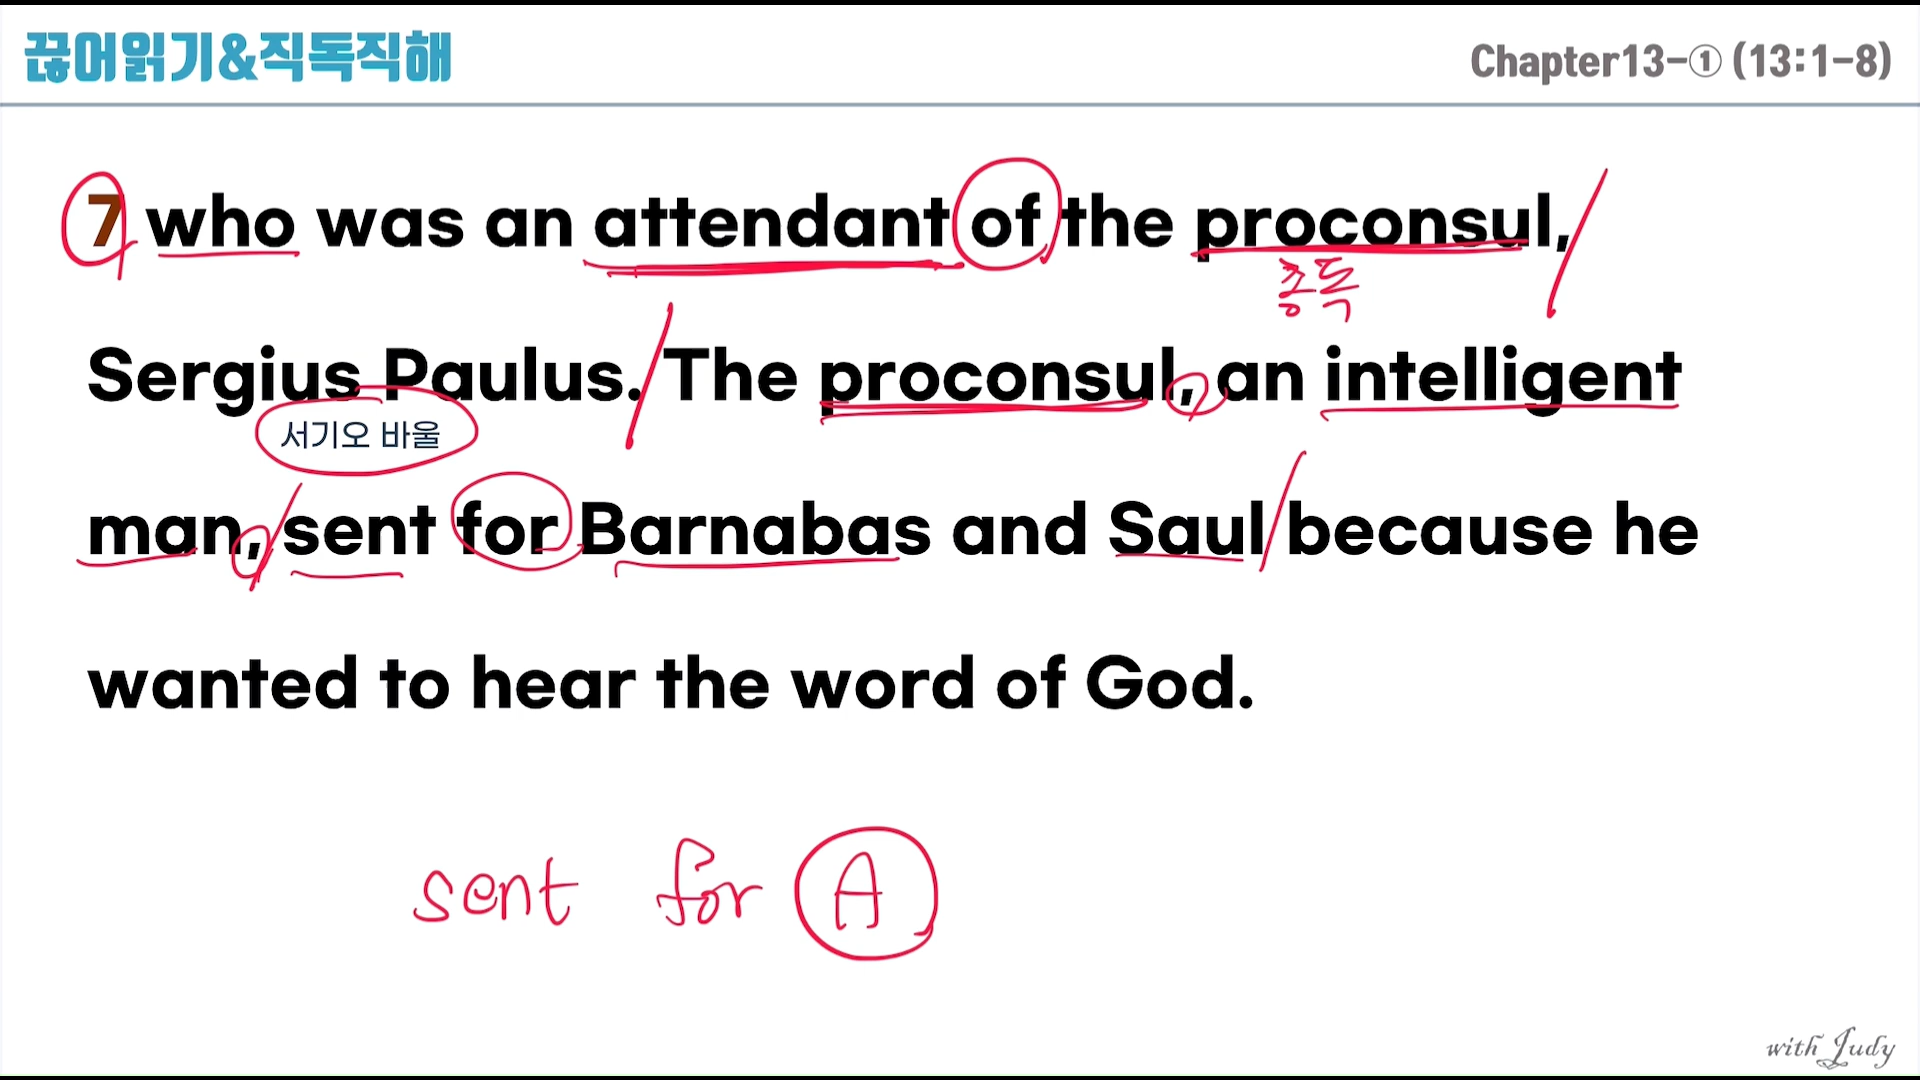 끊어읽기&직독직해
Chapter13-① (13:1-8)
7 who was an attendant of the proconsul,
총독
Sergius Paulus. The proconsul, an intelligent
서기오 바울
man, sent for Barnabas and Saul because he
wanted to hear the word of God.
sent for A
with Judy